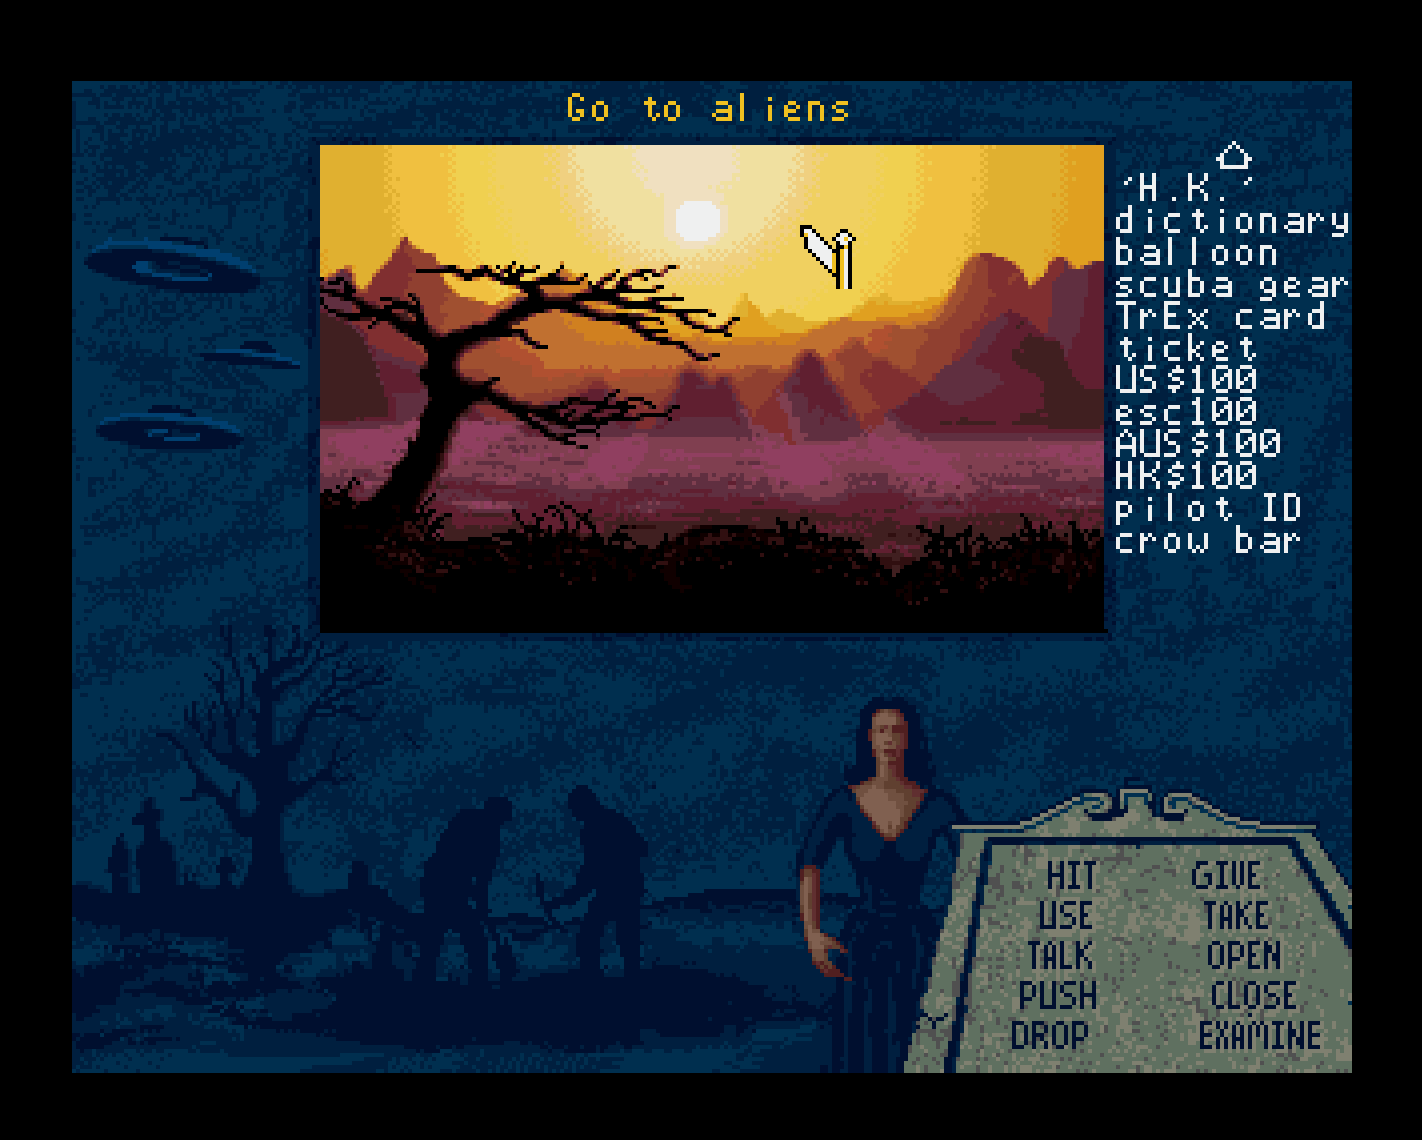 Go to aliens
'H.K.'
dictionary
balloon
scuba gear
TrEx card
ticket
US$100
esc100
AUS$100
HK$100
pilot ID
crow bar
HIT GIVE
USE TAKE
TALK OPEN
PUSH CLOSE
DROP EXAMINE